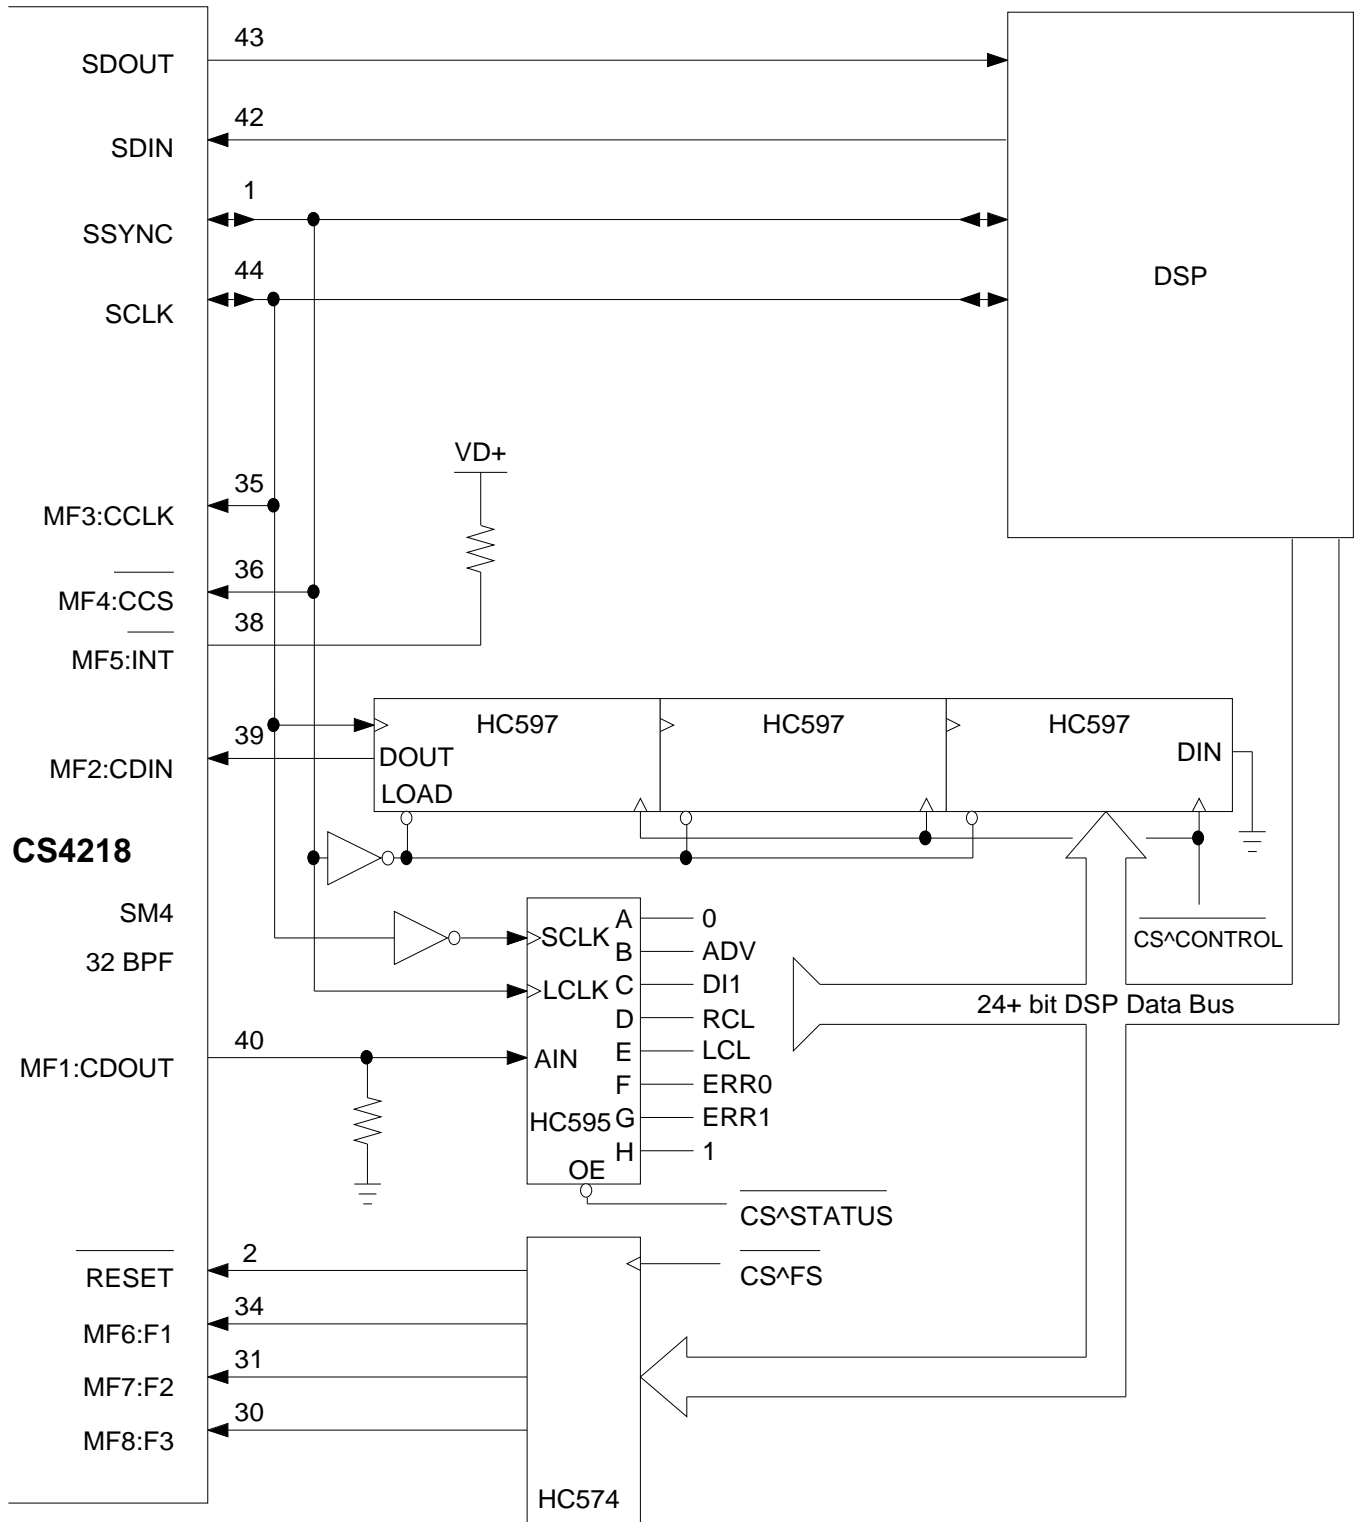 43
SDOUT
42
SDIN
1
SSYNC
DSP
44
SCLK
VD+
35
MF3:CCLK
36
MF4:CCS
38
MF5:INT
HC597 HC597 HC597
39
DOUT DIN
MF2:CDIN
LOAD
CS4218
SM4
32 BPF
A 0
SCLK
B ADV
CS^CONTROL
C DI1
LCLK
24+ bit DSP Data Bus
D RCL
40
E LCL
AIN
MF1:CDOUT
F ERR0
HC595
G ERR1
H 1
OE
CS^STATUS
2
RESET
CS^FS
34
MF6:F1
31
MF7:F2
30
MF8:F3
HC574